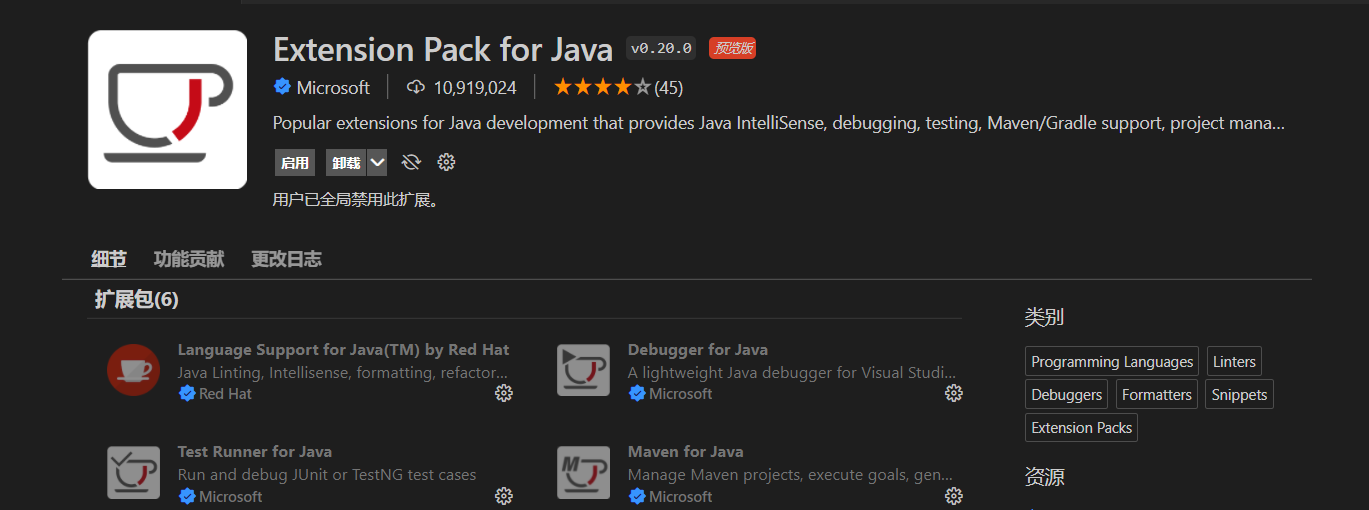 Extension Pack for Java v0.20.0 预览版
Microsoft 10,919,024 (45)
Popular extensions for Java development that provides Java IntelliSense, debugging, testing, Maven/Gradle support, project mana...
启用 卸载
用户已全局禁用此扩展。
细节 功能贡献 更改日志
扩展包(6)
Language Support for Java(TM) by Red Hat
Java Linting, Intellisense, formatting, refactor...
Red Hat
Debugger for Java
A lightweight Java debugger for Visual Studi...
Microsoft
Test Runner for Java
Run and debug JUnit or TestNG test cases
Microsoft
M
Maven for Java
Manage Maven projects, execute goals, gen...
Microsoft
类别
Programming Languages Linters
Debuggers Formatters Snippets
Extension Packs
资源